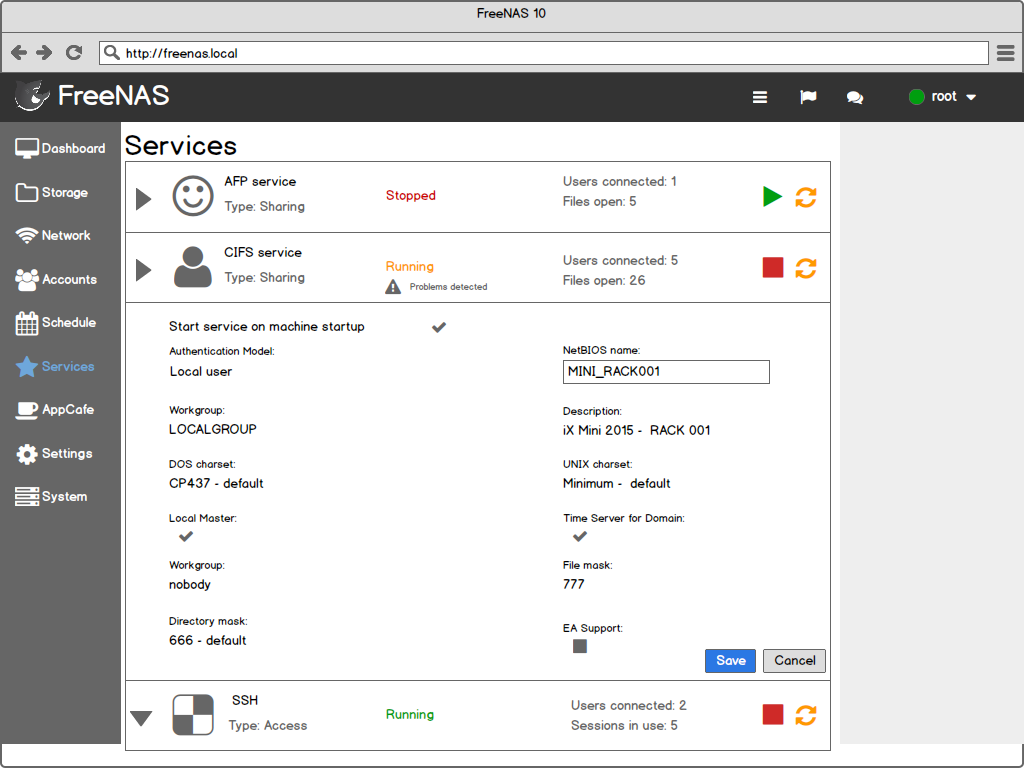 FreeNAS 10
http://freenas.local
FreeNAS
root
Dashboard
Storage
Network
Accounts
Schedule
Services
AppCafe
Settings
System
Services
AFP service
Type: Sharing
Stopped
Users connected: 1
Files open: 5
CIFS service
Type: Sharing
Running
Problems detected
Users connected: 5
Files open: 26
Start service on machine startup
Authentication Model:
Local user
NetBIOS name:
MINI_RACK001
Workgroup:
LOCALGROUP
Description:
iX Mini 2015 - RACK 001
DOS charset:
CP437 - default
UNIX charset:
Minimum - default
Local Master:
Time Server for Domain:
Workgroup:
nobody
File mask:
777
Directory mask:
666 - default
EA Support:
Save
Cancel
SSH
Type: Access
Running
Users connected: 2
Sessions in use: 5